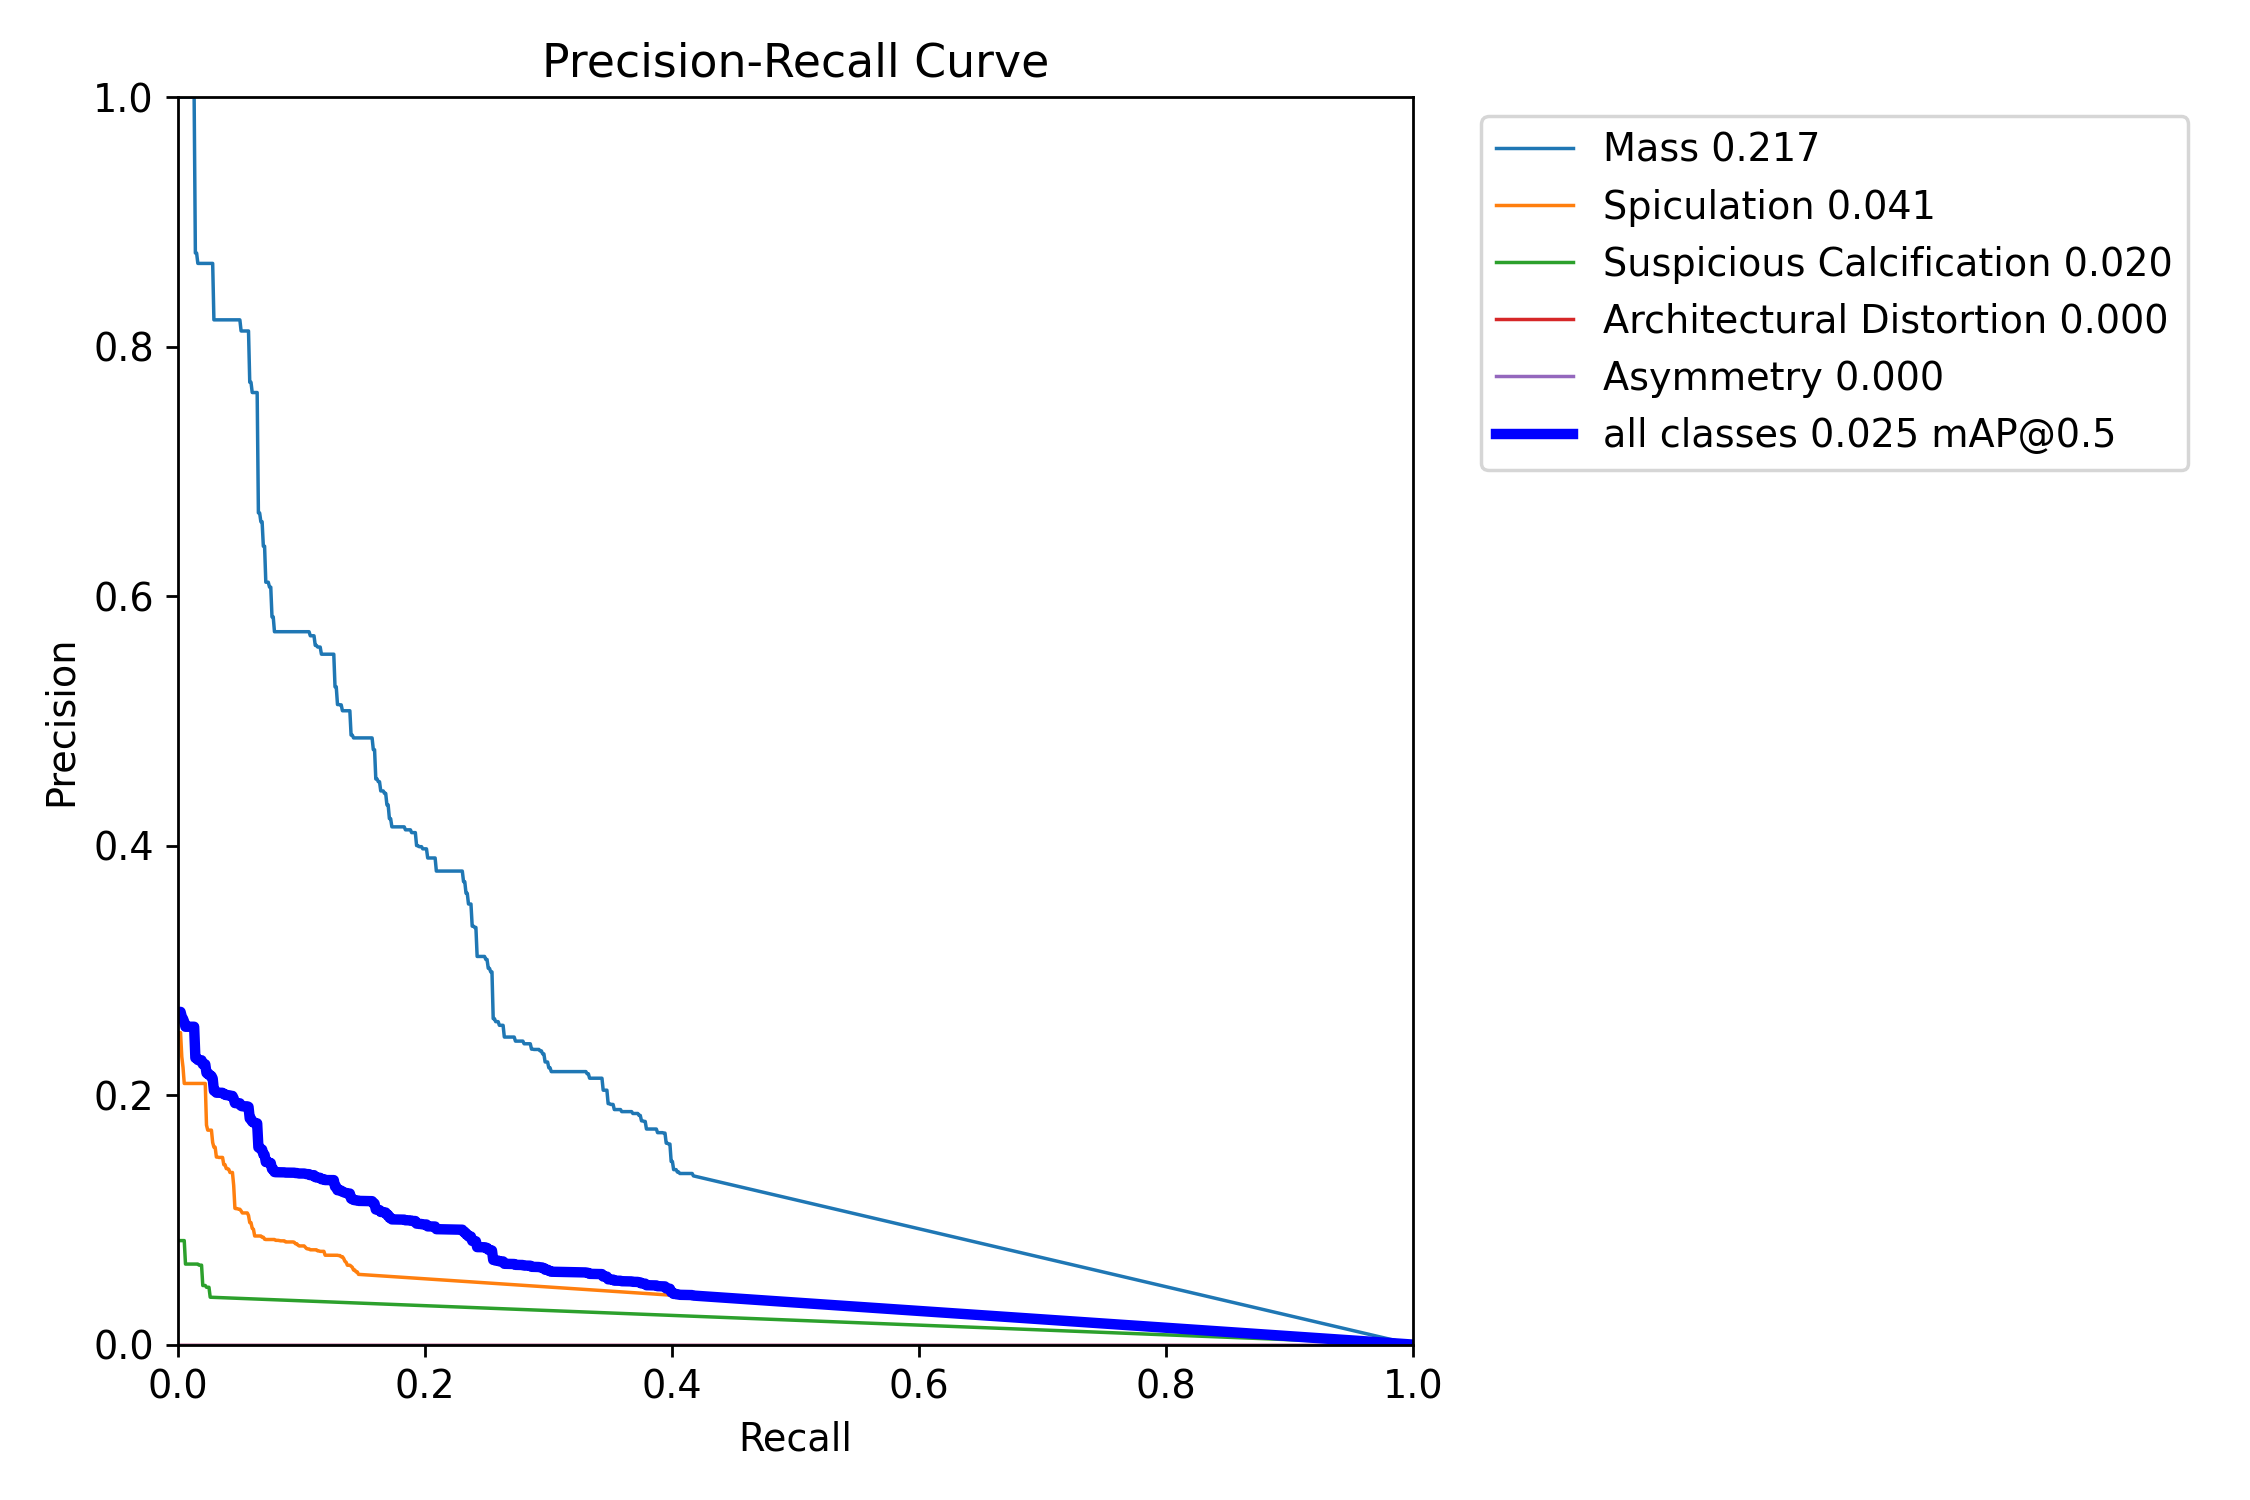 Precision-Recall Curve
1.0
0.8
0.6
0.4
0.2
0.0
Precision
0.0 0.2 0.4 0.6 0.8 1.0
Recall
Mass 0.217
Spiculation 0.041
Suspicious Calcification 0.020
Architectural Distortion 0.000
Asymmetry 0.000
all classes 0.025 mAP@0.5